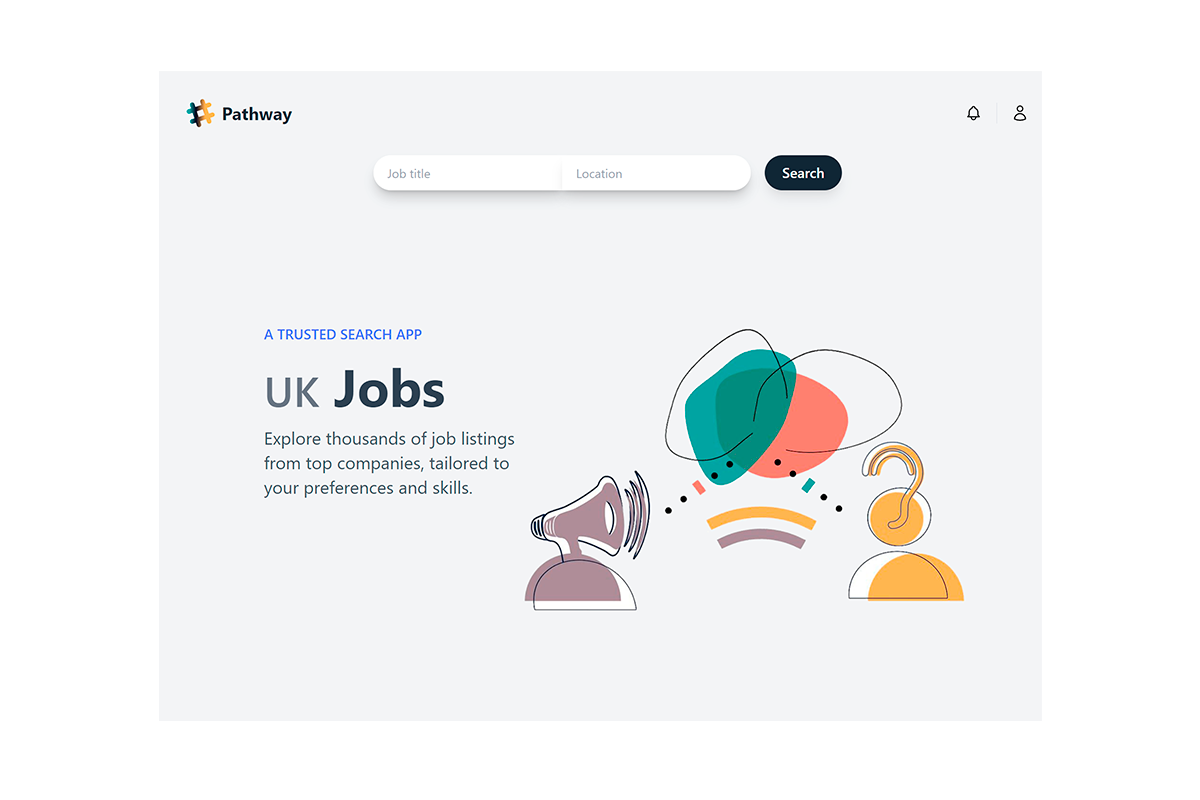 Pathway
Job title
Location
Search
A TRUSTED SEARCH APP
UK Jobs
Explore thousands of job listings
from top companies, tailored to
your preferences and skills.